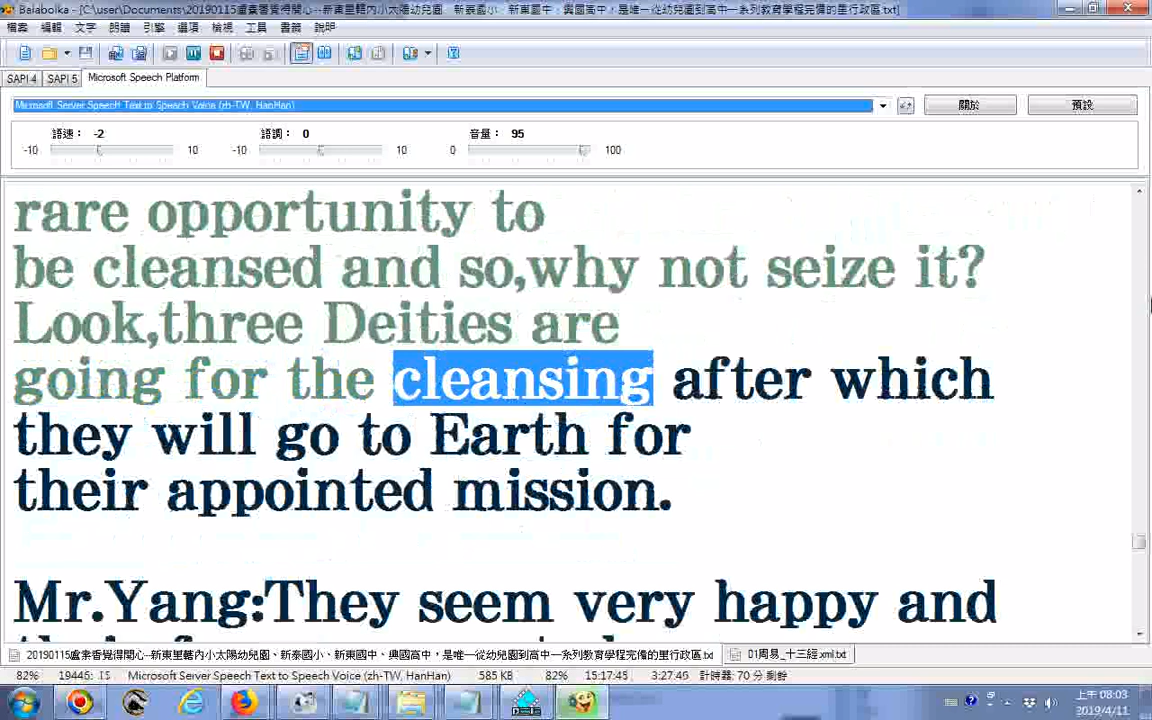 Balabolka - [C:\user\Documents\20190115盧素香覺得開心--新東里轄內小太陽幼兒園、新泰國小、新東國中、興國高中，是唯一從幼兒園到高中一系列教育學程完備的里行政區.txt]
檔案 編輯 文字 朗讀 引擎 選項 檢視 工具 書籤 說明
SAPI 4 SAPI 5 Microsoft Speech Platform
Microsoft Server Speech Text to Speech Voice (zh-TW, HanHan) 關於 預設
語速： -2 語調： 0 音量： 95
-10 10 -10 10 0 100
rare opportunity to
be cleansed and so,why not seize it?
Look,three Deities are
going for the cleansing after which
they will go to Earth for
their appointed mission.
Mr.Yang:They seem very happy and
20190115盧素香覺得開心--新東里轄內小太陽幼兒園、新泰國小、新東國中、興國高中，是唯一從幼兒園到高中一系列教育學程完備的里行政區.txt 01周易_十三經.xml.txt
82% 19445: 15 Microsoft Server Speech Text to Speech Voice (zh-TW, HanHan) 585 KB 82% 15:17:45 3:27:45 計時器: 70 分 剩餘
上午 08:03
2019/4/11